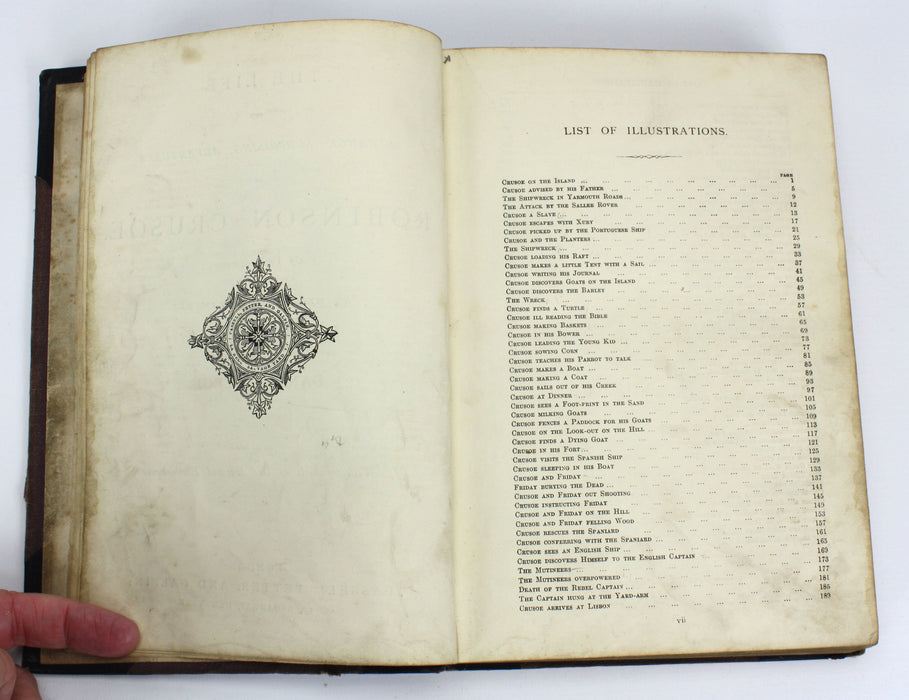 LIST OF ILLUSTRATIONS.
PAGE
CRUSOE ON THE ISLAND ... 1
CRUSOE ADVISED BY HIS FATHER ... 5
THE SHIPWRECK IN YARMOUTH ROADS ... 9
THE ATTACK BY THE SALLEE ROVER ... 12
CRUSOE A SLAVE ... 13
CRUSOE ESCAPES WITH XURY ... 17
CRUSOE PICKED UP BY THE PORTUGUESE SHIP ... 21
CRUSOE AND THE PLANTERS ... 25
THE SHIPWRECK ... 29
CRUSOE LOADING HIS RAFT ... 33
CRUSOE MAKES A LITTLE TENT WITH A SAIL ... 37
CRUSOE WRITING HIS JOURNAL ... 41
CRUSOE DISCOVERS GOATS ON THE ISLAND ... 45
CRUSOE DISCOVERS THE BARLEY ... 49
THE WRECK ... 53
CRUSOE FINDS A TURTLE ... 57
CRUSOE ILL READING THE BIBLE ... 61
CRUSOE MAKING BASKETS ... 65
CRUSOE IN HIS BOWER ... 69
CRUSOE LEADING THE YOUNG KID ... 73
CRUSOE SOWING CORN ... 77
CRUSOE TEACHES HIS PARROT TO TALK ... 81
CRUSOE MAKES A BOAT ... 85
CRUSOE MAKING A COAT ... 89
CRUSOE SAILS OUT OF HIS CREEK ... 93
CRUSOE AT DINNER ... 97
CRUSOE SEES A FOOT-PRINT IN THE SAND ... 101
CRUSOE MILKING GOATS ... 105
CRUSOE FENCES A PADDOCK FOR HIS GOATS ... 109
CRUSOE ON THE LOOK-OUT ON THE HILL ... 113
CRUSOE FINDS A DYING GOAT ... 117
CRUSOE IN HIS FORT ... 121
CRUSOE VISITS THE SPANISH SHIP ... 125
CRUSOE SLEEPING IN HIS BOAT ... 129
CRUSOE AND FRIDAY ... 133
FRIDAY BURYING THE DEAD ... 137
CRUSOE AND FRIDAY OUT SHOOTING ... 141
CRUSOE INSTRUCTING FRIDAY ... 145
CRUSOE AND FRIDAY ON THE HILL ... 149
CRUSOE AND FRIDAY FELLING WOOD ... 153
CRUSOE RESCUES THE SPANIARD ... 157
CRUSOE CONFERRING WITH THE SPANIARD ... 161
CRUSOE SEES AN ENGLISH SHIP ... 165
CRUSOE DISCOVERS HIMSELF TO THE ENGLISH CAPTAIN ... 169
THE MUTINEERS ... 173
THE MUTINEERS OVERPOWERED ... 177
DEATH OF THE REBEL CAPTAIN ... 181
THE CAPTAIN HUNG AT THE YARD-ARM ... 185
CRUSOE ARRIVES AT LISBON ... 189
vii